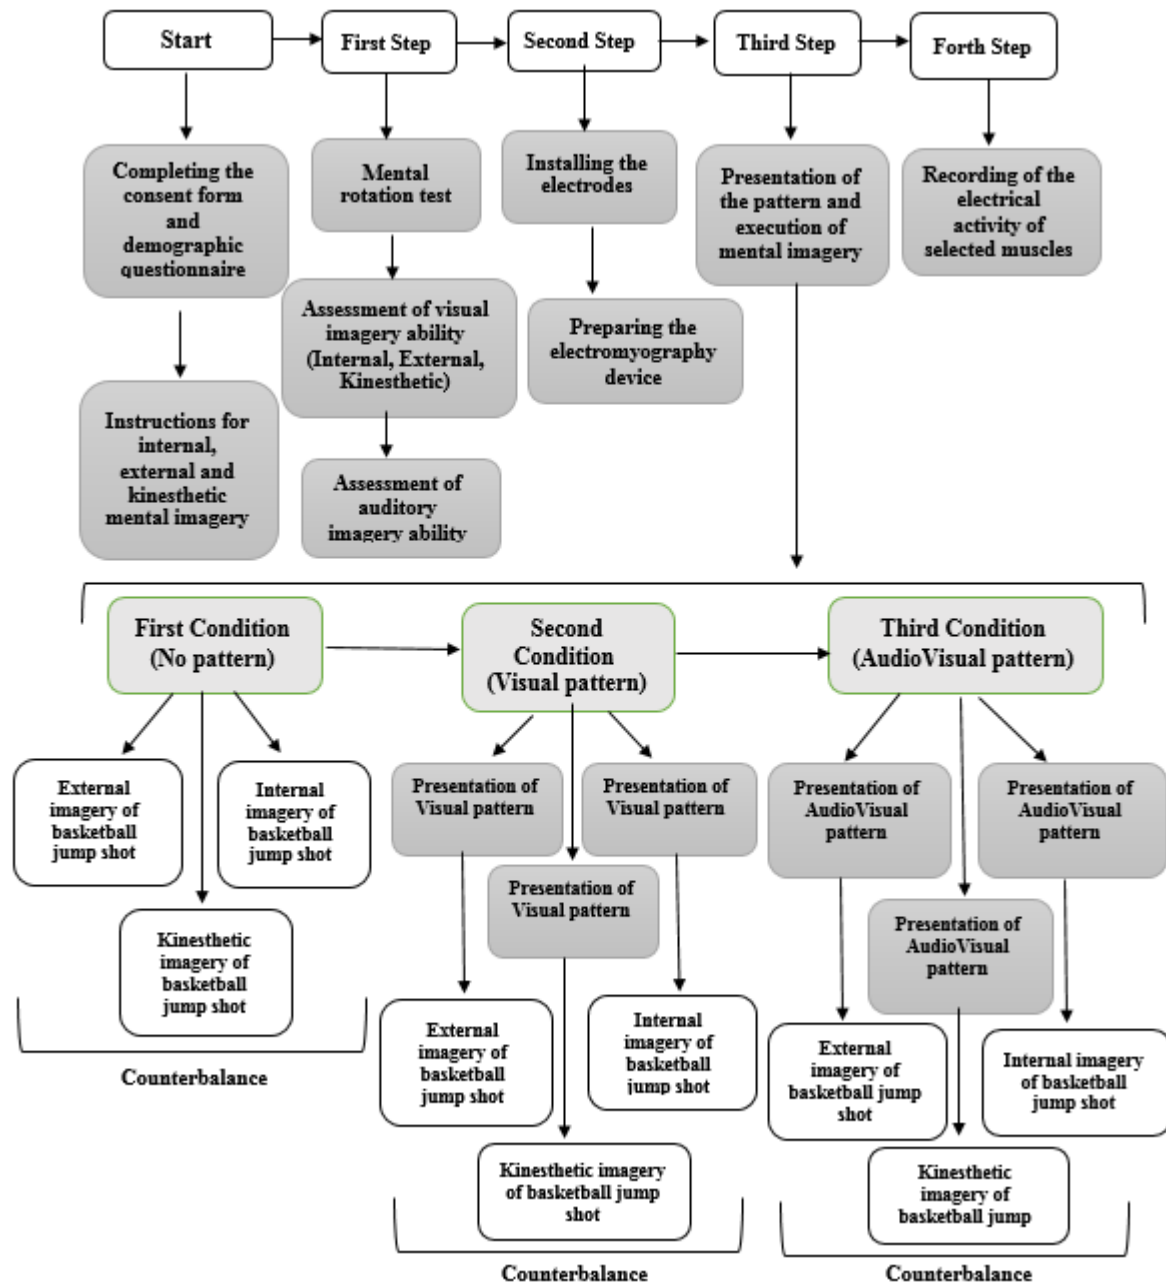 Start
First Step
Second Step
Third Step
Forth Step
Completing the
consent form
and
demographic
questionnaire
Instructions for
internal,
external and
kinesthetic
mental imagery
Mental
rotation test
Assessment of visual
imagery ability
(Internal, External,
Kinesthetic)
Assessment of
auditory
imagery ability
Installing the
electrodes
Preparing the
electromyography
device
Presentation of
the pattern and
execution of
mental imagery
Recording of the
electrical
activity of
selected muscles
First Condition
(No pattern)
Second
Condition
(Visual pattern)
Third Condition
(AudioVisual pattern)
External
imagery of
basketball
jump shot
Internal
imagery of
basketball
jump shot
Kinesthetic
imagery of
basketball
jump shot
Counterbalance
Presentation of
Visual pattern
Presentation of
Visual pattern
Presentation of
Visual pattern
External
imagery of
basketball
jump shot
Internal
imagery of
basketball
jump shot
Kinesthetic imagery
of basketball jump
shot
Counterbalance
Presentation of
AudioVisual
pattern
Presentation of
AudioVisual
pattern
Presentation of
AudioVisual
pattern
External
imagery of
basketball jump
shot
Internal imagery
of basketball
jump shot
Kinesthetic
imagery of
basketball jump
Counterbalance